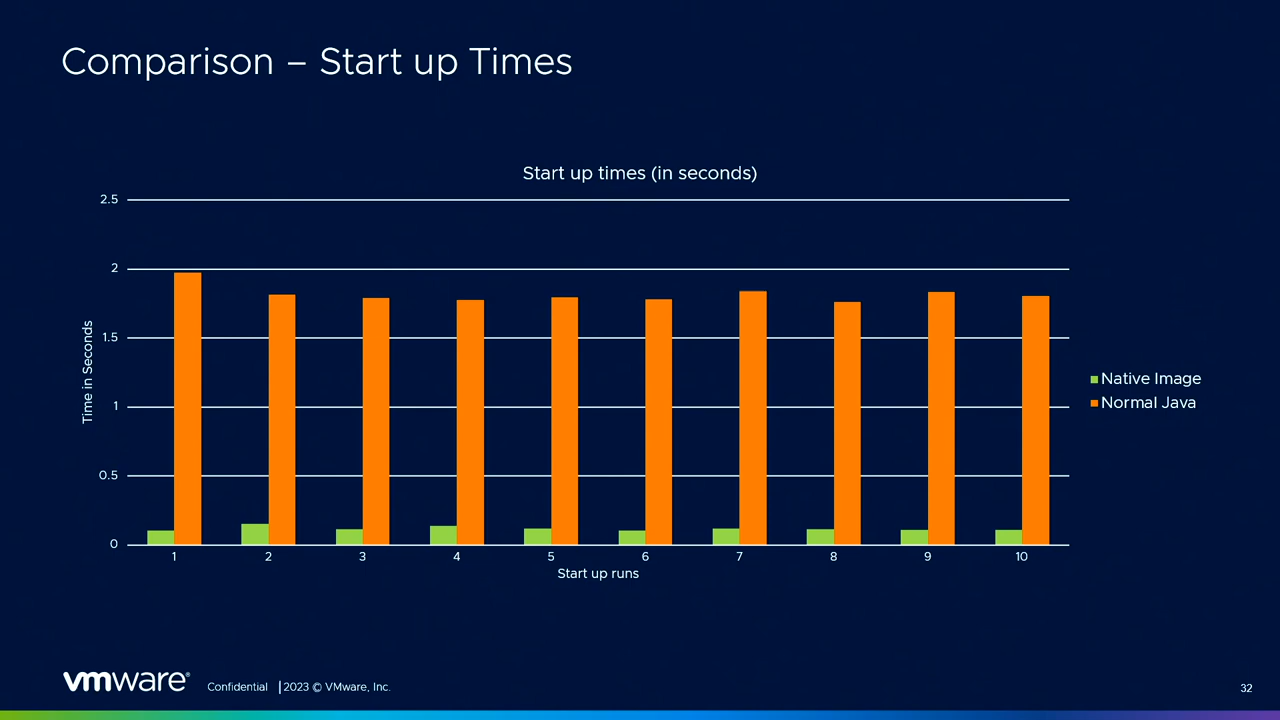 Comparison – Start up Times
Start up times (in seconds)
2.5
2
1.5
1
0.5
0
Time in Seconds
1 2 3 4 5 6 7 8 9 10
Start up runs
Native Image
Normal Java
vmware®
Confidential | 2023 © VMware, Inc.
32